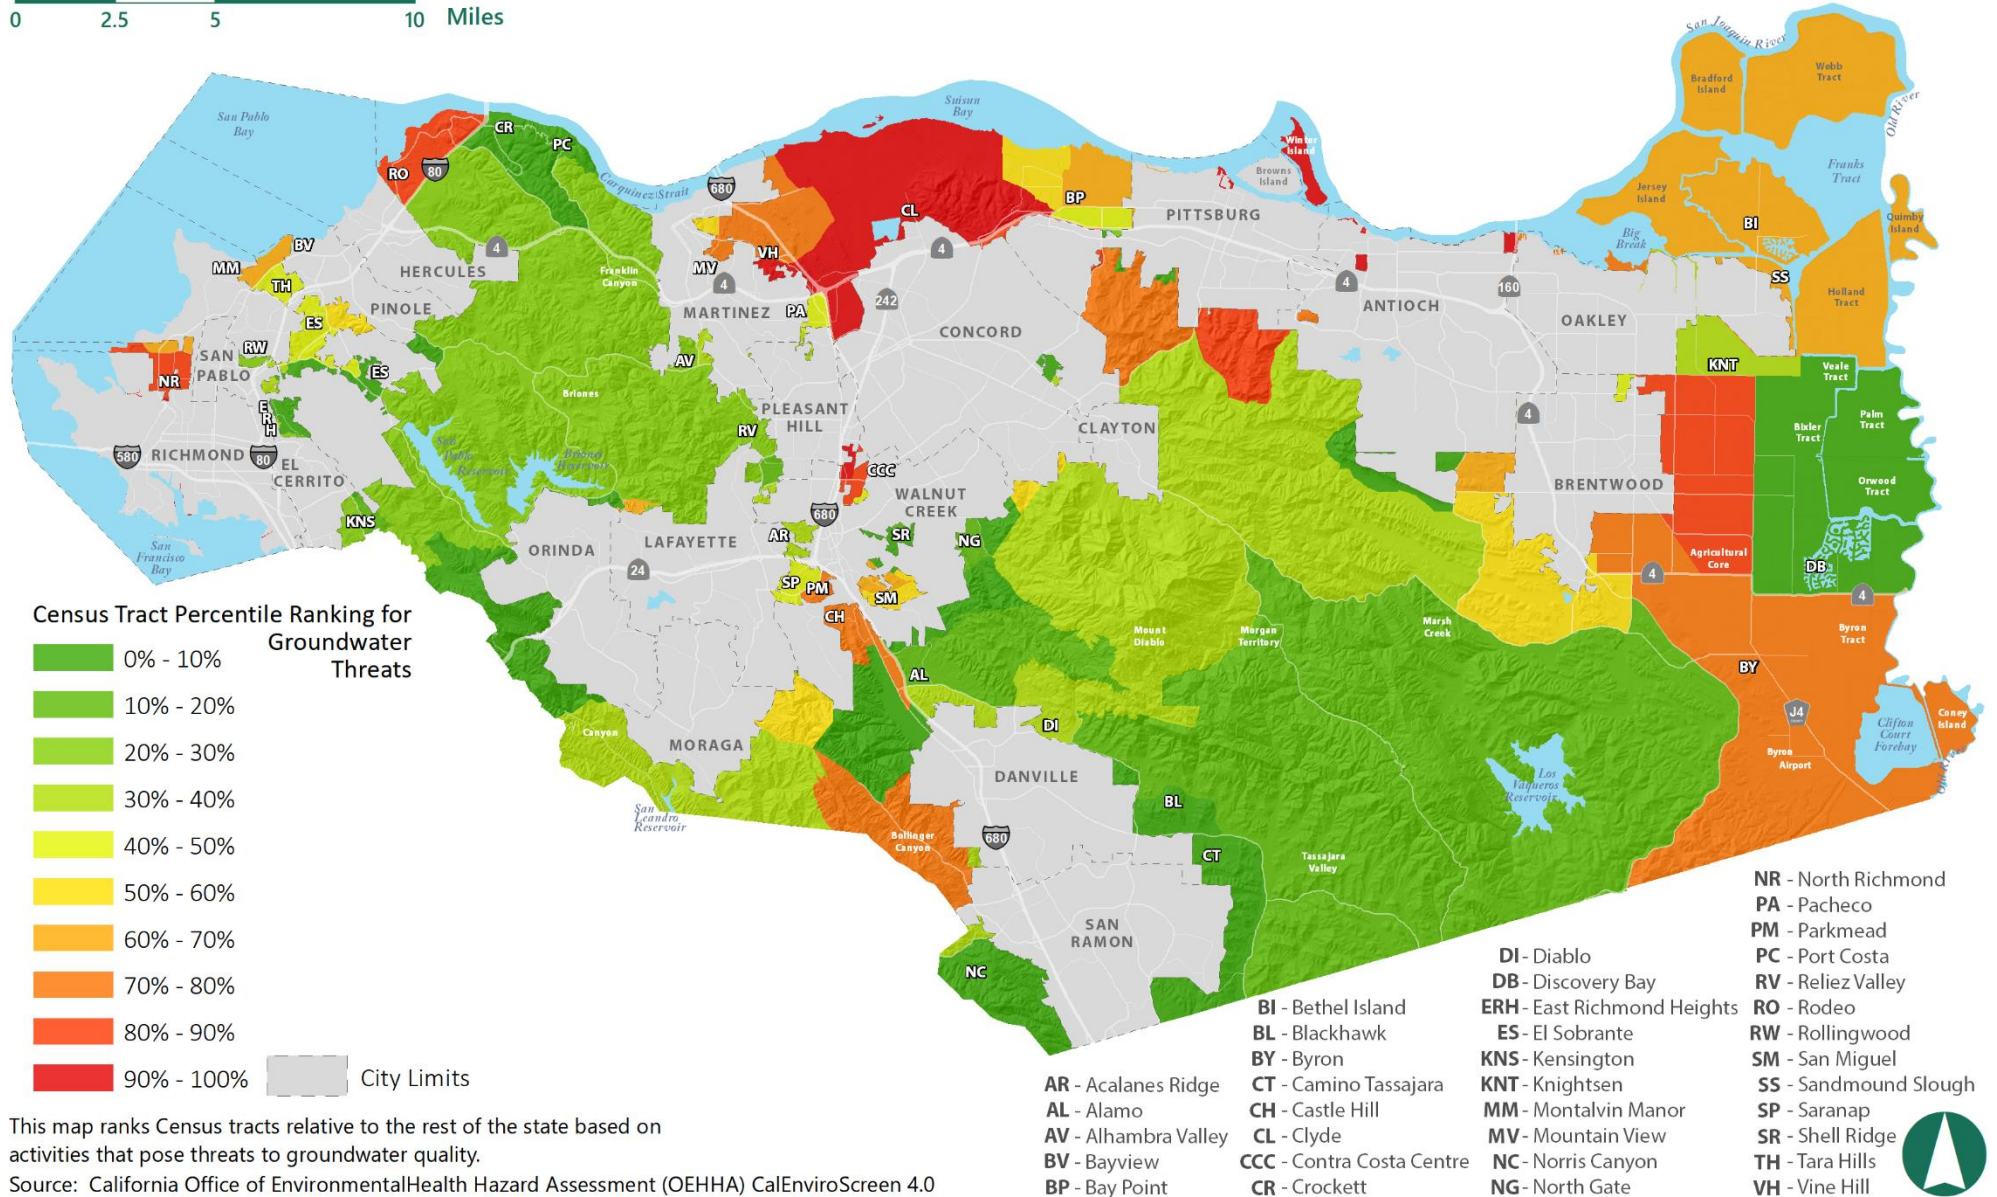 0 2.5 5 10 Miles
San Joaquin River
Webb
Tract
Bradford
Island
Old River
Suisun
Bay
San Pablo
Bay
CR
PC
80
RO
Winter
Island
Browns
Island
Franks
Tract
Carquinez Strait
680
Jersey
Island
BP
CL
PITTSBURG
BI
Quimby
Island
Big
Break
BV
4
VH
4
MM
HERCULES
Franklin
Canyon
MV
4
SS
TH
4
160
Holland
Tract
242
PINOLE
MARTINEZ
PA
ANTIOCH
OAKLEY
ES
CONCORD
RW
SAN
PABLO
AV
KNT
Veale
Tract
NR
ES
Briones
E
R
H
PLEASANT
HILL
4
Palm
Tract
CLAYTON
RV
Bixler
Tract
580
RICHMOND
80
San
Pablo
Reservoir
Briones
Reservoir
EL
CERRITO
CCC
BRENTWOOD
Orwood
Tract
WALNUT
CREEK
680
KNS
AR
SR
NG
San
Francisco
Bay
ORINDA
LAFAYETTE
Agricultural
Core
24
4
DB
SP
PM
SM
4
CH
Mount
Diablo
Morgan
Territory
Marsh
Creek
Byron
Tract
AL
BY
DI
J4
Coney
Island
Canyon
MORAGA
Clifton
Court
Forebay
Byron
Airport
Old River
DANVILLE
Los
Vaqueros
Reservoir
BL
San
Leandro
Reservoir
680
Bollinger
Canyon
CT
Tassajara
Valley
SAN
RAMON
NC
Census Tract Percentile Ranking for
Groundwater
Threats
0% - 10%
10% - 20%
20% - 30%
30% - 40%
40% - 50%
50% - 60%
60% - 70%
70% - 80%
80% - 90%
90% - 100%
City Limits
This map ranks Census tracts relative to the rest of the state based on
activities that pose threats to groundwater quality.
Source: California Office of EnvironmentalHealth Hazard Assessment (OEHHA) CalEnviroScreen 4.0
AR - Acalanes Ridge
AL - Alamo
AV - Alhambra Valley
BV - Bayview
BP - Bay Point
BI - Bethel Island
BL - Blackhawk
BY - Byron
CT - Camino Tassajara
CH - Castle Hill
CL - Clyde
CCC - Contra Costa Centre
CR - Crockett
DI - Diablo
DB - Discovery Bay
ERH - East Richmond Heights
ES - El Sobrante
KNS - Kensington
KNT - Knightsen
MM - Montalvin Manor
MV - Mountain View
NC - Norris Canyon
NG - North Gate
NR - North Richmond
PA - Pacheco
PM - Parkmead
PC - Port Costa
RV - Reliez Valley
RO - Rodeo
RW - Rollingwood
SM - San Miguel
SS - Sandmound Slough
SP - Saranap
SR - Shell Ridge
TH - Tara Hills
VH - Vine Hill